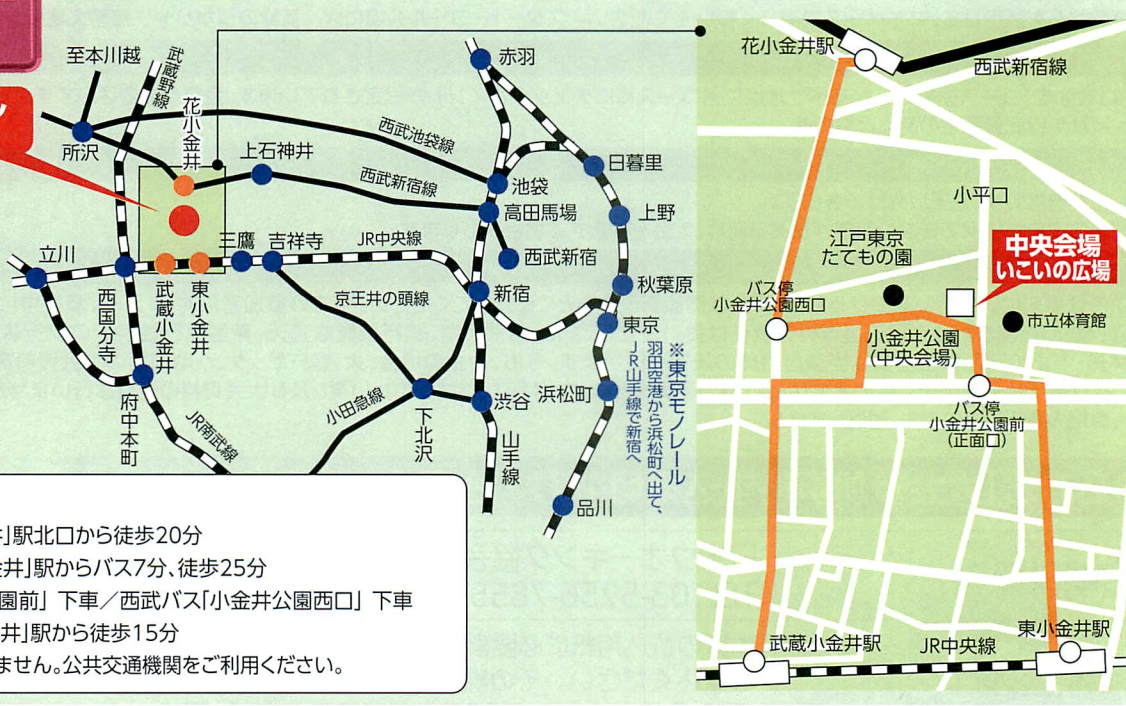 至本川越
武蔵野線
花小金井
所沢
上石神井
西武池袋線
西武新宿線
赤羽
日暮里
池袋
高田馬場
上野
西武新宿
立川
三鷹
吉祥寺
JR中央線
京王井の頭線
新宿
秋葉原
西国分寺
武蔵小金井
東小金井
東京
浜松町
府中本町
JR南武線
小田急線
下北沢
渋谷
山手線
品川
※東京モノレール
羽田空港から浜松町へ出て、
JR山手線で新宿へ
井」駅北口から徒歩20分
金井」駅からバス7分、徒歩25分
園前」下車／西武バス「小金井公園西口」下車
井」駅から徒歩15分
ません。公共交通機関をご利用ください。
花小金井駅
西武新宿線
小平口
江戸東京
たてもの園
中央会場
いこいの広場
バス停
小金井公園西口
市立体育館
小金井公園
(中央会場)
バス停
小金井公園前
(正面口)
武蔵小金井駅
JR中央線
東小金井駅